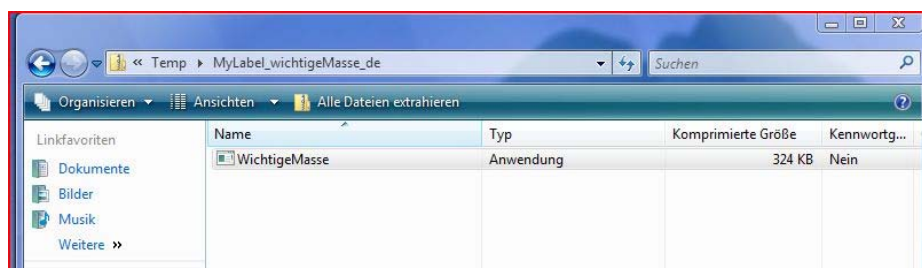 « Temp ▸ MyLabel_wichtigeMasse_de Suchen
Organisieren Ansichten Alle Dateien extrahieren
Linkfavoriten Name Typ Komprimierte Größe Kennwortg...
WichtigeMasse Anwendung 324 KB Nein
Dokumente
Bilder
Musik
Weitere »